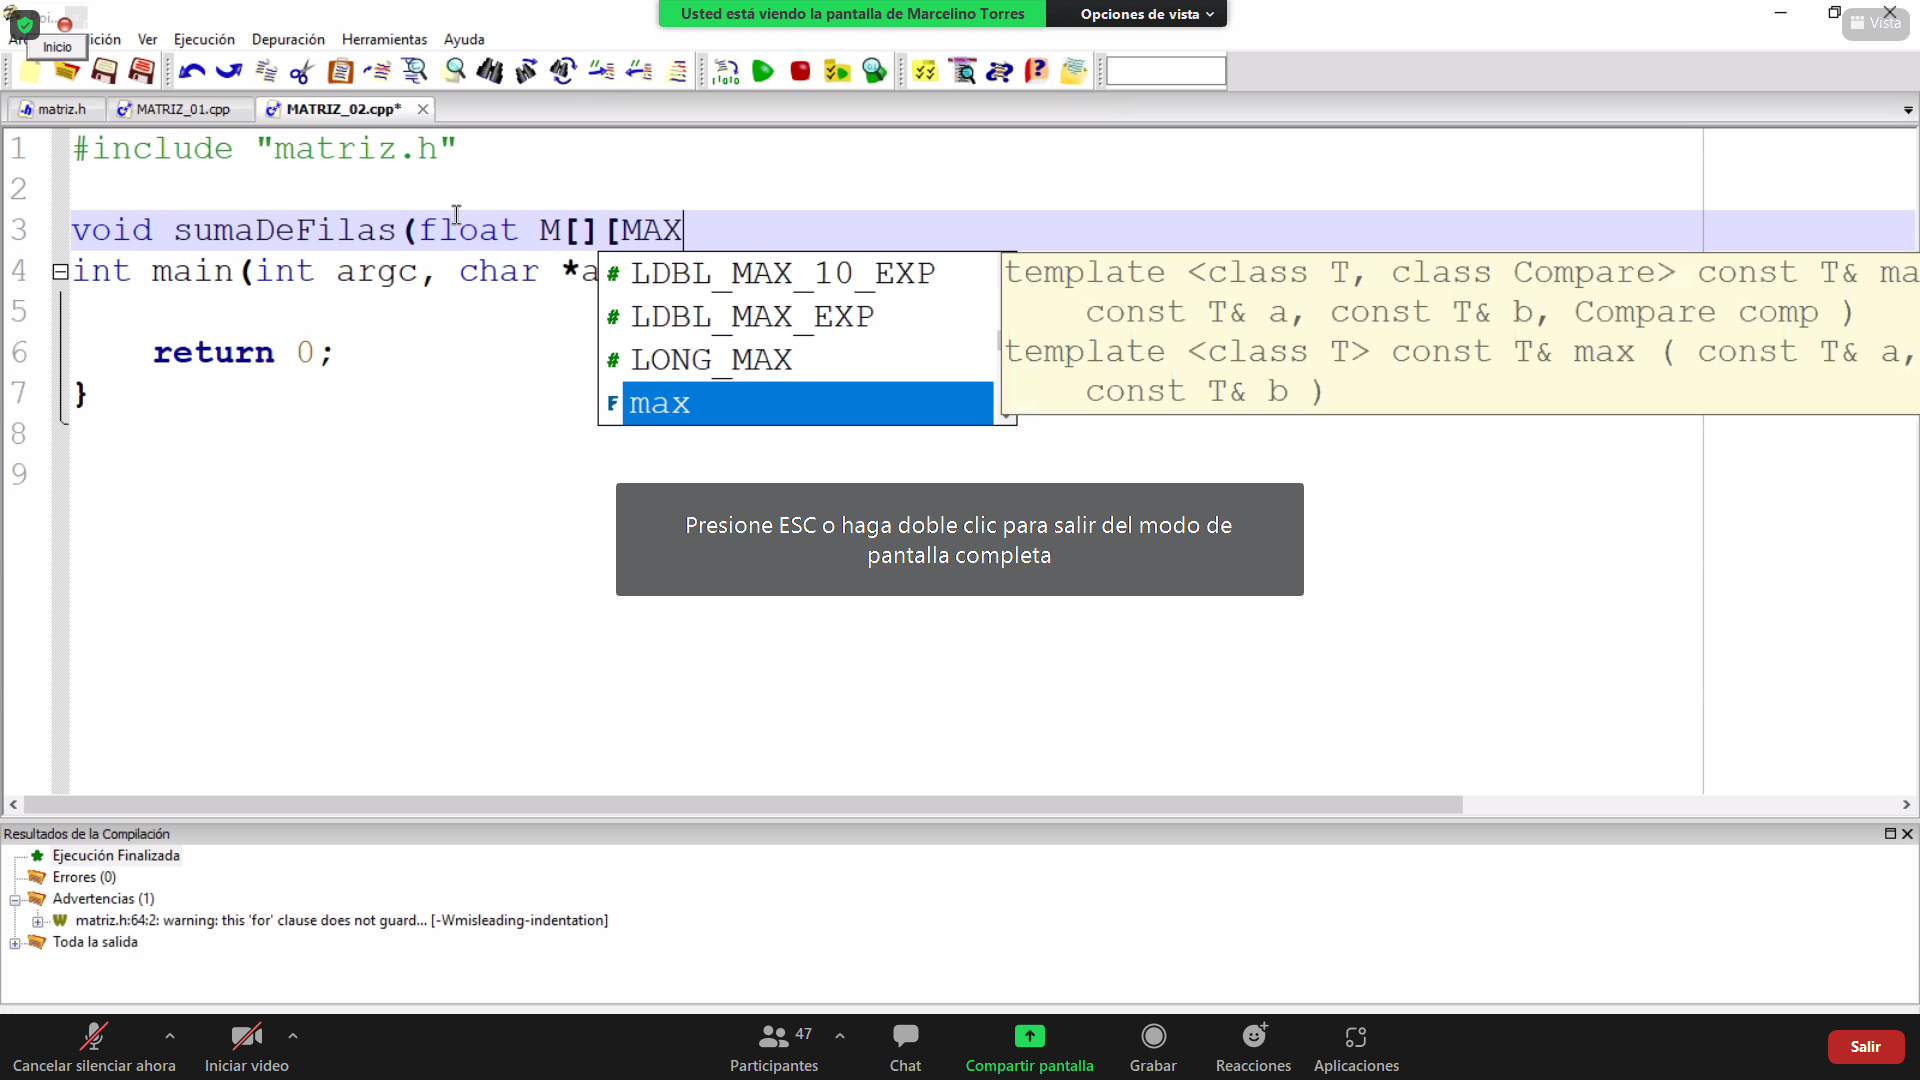 Usted está viendo la pantalla de Marcelino Torres
Opciones de vista
Vista
Inicio
ición Ver Ejecución Depuración Herramientas Ayuda
matriz.h MATRIZ_01.cpp MATRIZ_02.cpp*
1 #include "matriz.h"
2
3 void sumaDeFilas(float M[][MAX
4 int main(int argc, char *a
5
6 return 0;
7 }
8
9
# LDBL_MAX_10_EXP
# LDBL_MAX_EXP
# LONG_MAX
F max
template <class T, class Compare> const T& ma
const T& a, const T& b, Compare comp )
template <class T> const T& max ( const T& a,
const T& b )
Presione ESC o haga doble clic para salir del modo de
pantalla completa
Resultados de la Compilación
Ejecución Finalizada
Errores (0)
Advertencias (1)
matriz.h:64:2: warning: this 'for' clause does not guard... [-Wmisleading-indentation]
Toda la salida
Cancelar silenciar ahora
Iniciar video
47
Participantes
Chat
Compartir pantalla
Grabar
Reacciones
Aplicaciones
Salir